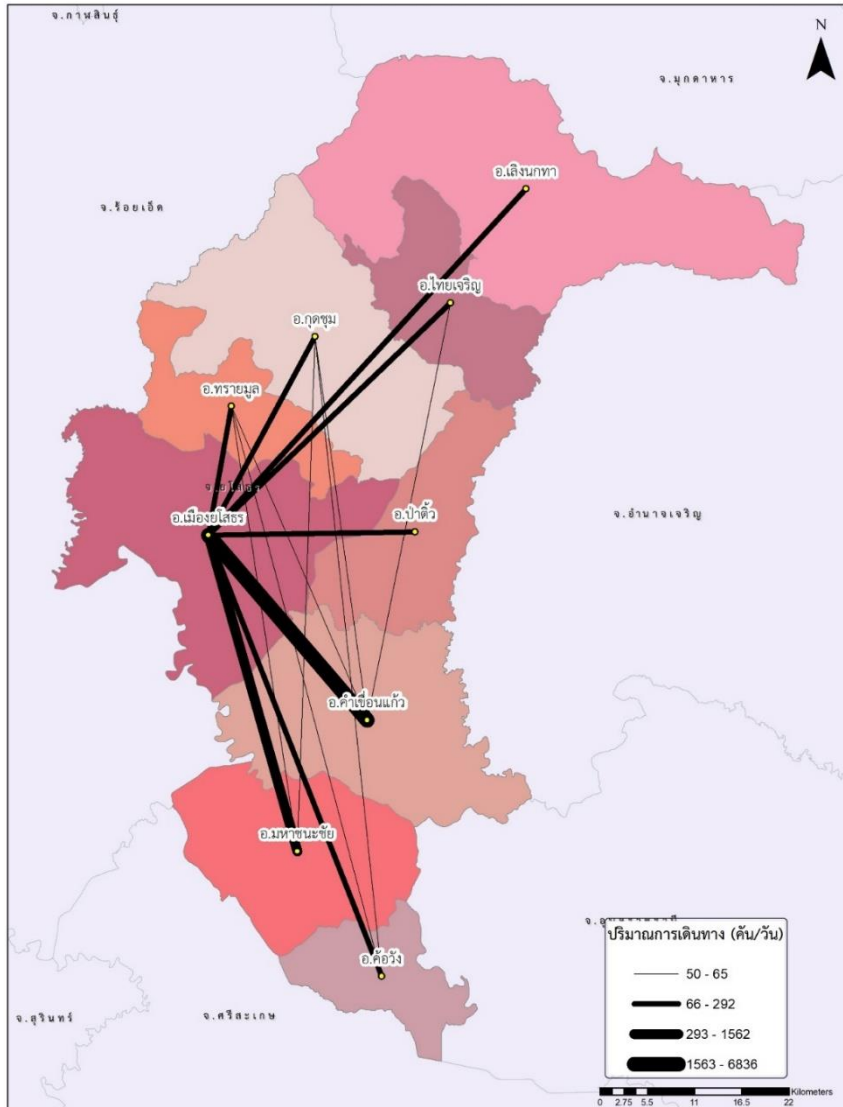 จ.กาฬสินธุ์
N
จ.มุกดาหาร
อ.เลิงนกทา
จ.ร้อยเอ็ด
อ.ไทยเจริญ
อ.กุดชุม
อ.ทรายมูล
อ.เมืองยโสธร
อ.ป่าติ้ว
จ.อำนาจเจริญ
อ.คำเขื่อนแก้ว
อ.มหาชนะชัย
อ.ค้อวัง
จ.สุรินทร์
จ.ศรีสะเกษ
ปริมาณการเดินทาง (คัน/วัน)
50 - 65
66 - 292
293 - 1562
1563 - 6836
Kilometers
0 2.75 5.5 11 16.5 22